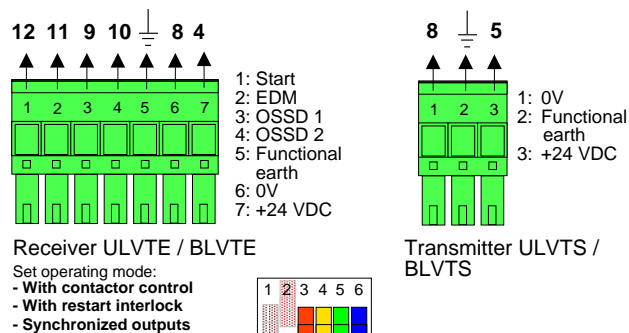 12 11 9 10 8 4
1 2 3 4 5 6 7
1: Start
2: EDM
3: OSSD 1
4: OSSD 2
5: Functional
earth
6: 0V
7: +24 VDC
Receiver ULVTE / BLVTE
Set operating mode:
- With contactor control
- With restart interlock
- Synchronized outputs
1 2 3 4 5 6
8 5
1 2 3
1: 0V
2: Functional
earth
3: +24 VDC
Transmitter ULVTS /
BLVTS